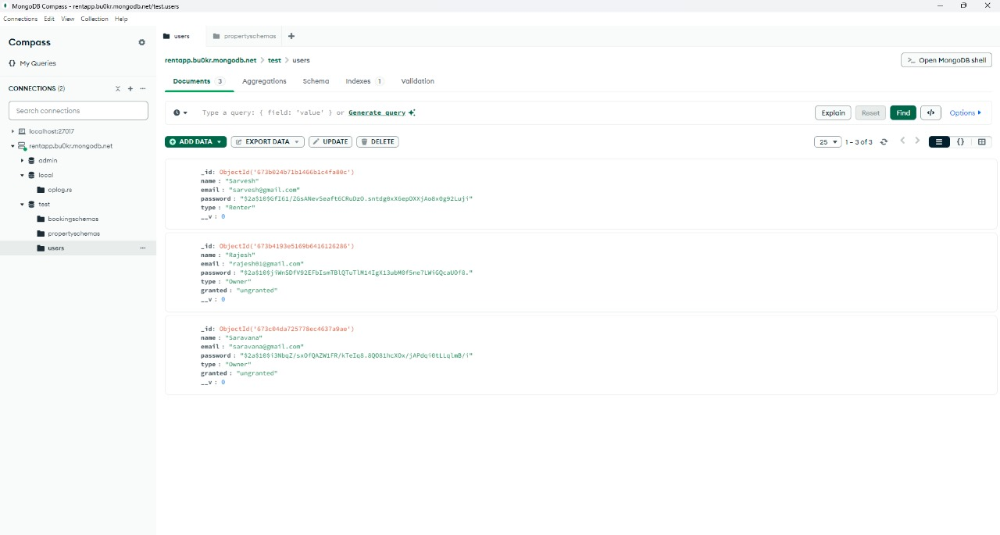 MongoDB Compass - rentapp.bu0kr.mongodb.net/test.users
Connections Edit View Collection Help
Compass
{} My Queries
CONNECTIONS (2)
Search connections
localhost:27017
rentapp.bu0kr.mongodb.net
admin
local
oplog.rs
test
bookingschemas
propertyschemas
users
users propertyschemas
rentapp.bu0kr.mongodb.net > test > users
>_ Open MongoDB shell
Documents 3 Aggregations Schema Indexes 1 Validation
Type a query: { field: 'value' } or Generate query
Explain Reset Find </> Options
ADD DATA EXPORT DATA UPDATE DELETE
25 1 – 3 of 3 {}
_id: ObjectId('673b024b71b1466b1c4fa80c')
name : "Sarvesh"
email : "sarvesh@gmail.com"
password : "$2a$10$GfI61/ZGsANevSeaft6CRuDzO.sntdg0xX6epOXXjAo8x0g92Luji"
type : "Renter"
__v : 0
_id: ObjectId('673b4193e5169b6416126286')
name : "Rajesh"
email : "rajesh01@gmail.com"
password : "$2a$10$jiWnSDfV92EFbIsmTBlQTuTlM14IgX13ubM0f5ne7LWiGQcaUOf8."
type : "Owner"
granted : "ungranted"
__v : 0
_id: ObjectId('673c04da725778ec4637a9ae')
name : "Saravana"
email : "saravana@gmail.com"
password : "$2a$10$i3NbqZ/sxOfQAZW1FR/kTeIq8.8QO81hcXOx/jAPdqi0tLLqlmB/i"
type : "Owner"
granted : "ungranted"
__v : 0